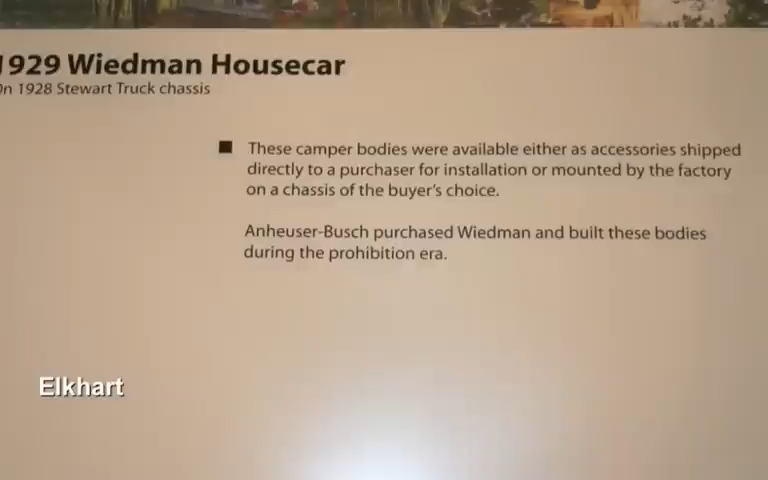 1929 Wiedman Housecar
On 1928 Stewart Truck chassis
■ These camper bodies were available either as accessories shipped
directly to a purchaser for installation or mounted by the factory
on a chassis of the buyer's choice.
Anheuser-Busch purchased Wiedman and built these bodies
during the prohibition era.
Elkhart